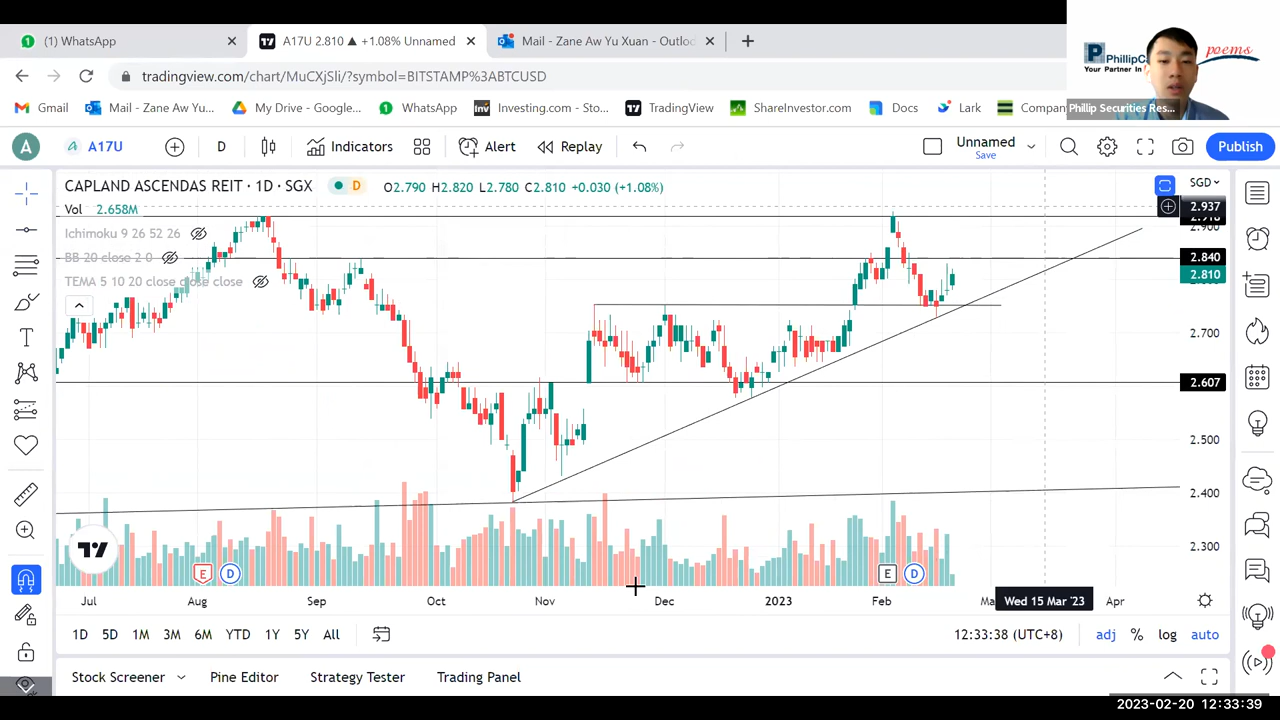 (1) WhatsApp
A17U 2.810 ▲ +1.08% Unnamed
Mail - Zane Aw Yu Xuan - Outloc
tradingview.com/chart/MuCXjSli/?symbol=BITSTAMP%3ABTCUSD
Gmail
Mail - Zane Aw Yu...
My Drive - Google...
WhatsApp
Investing.com - Sto...
TradingView
ShareInvestor.com
Docs
Lark
Compan
poems
Your Partner In
Phillip Securities Res...
A
A17U
D
Indicators
Alert
Replay
Unnamed
Save
Publish
CAPLAND ASCENDAS REIT · 1D · SGX
D
O2.790 H2.820 L2.780 C2.810 +0.030 (+1.08%)
Vol 2.658M
Ichimoku 9 26 52 26
BB 20 close 2 0
TEMA 5 10 20 close close close
SGD
2.937
2.900
2.840
2.810
2.700
2.607
2.500
2.400
2.300
E
D
E
D
Jul
Aug
Sep
Oct
Nov
Dec
2023
Feb
Ma
Wed 15 Mar '23
Apr
1D
5D
1M
3M
6M
YTD
1Y
5Y
All
12:33:38 (UTC+8)
adj
%
log
auto
Stock Screener
Pine Editor
Strategy Tester
Trading Panel
2023-02-20 12:33:39